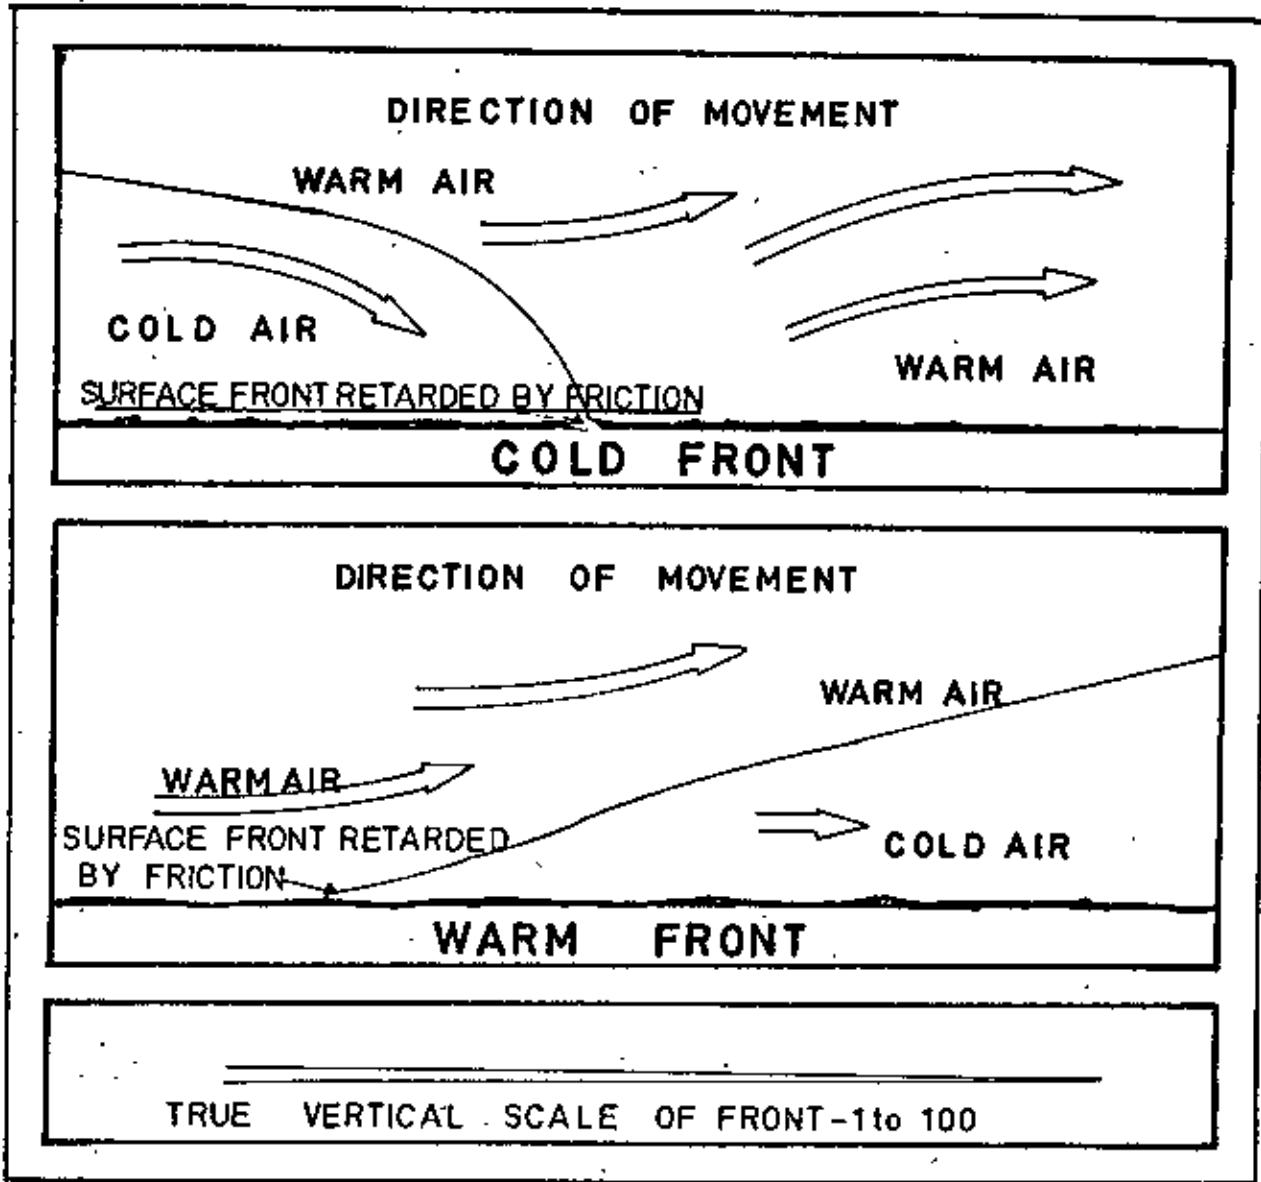 DIRECTION OF MOVEMENT
WARM AIR
COLD AIR
WARM AIR
SURFACE FRONT RETARDED BY FRICTION
COLD FRONT
DIRECTION OF MOVEMENT
WARM AIR
WARM AIR
SURFACE FRONT RETARDED
BY FRICTION
COLD AIR
WARM FRONT
TRUE VERTICAL SCALE OF FRONT-1 to 100